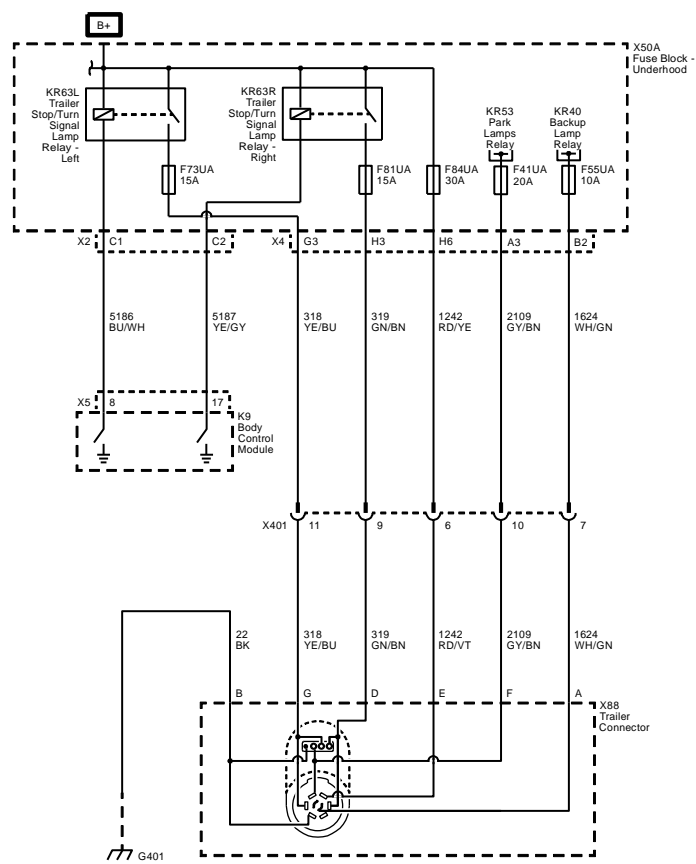 B+
X50A
Fuse Block -
Underhood
KR63L
Trailer
Stop/Turn
Signal
Lamp
Relay -
Left
KR63R
Trailer
Stop/Turn
Signal
Lamp
Relay -
Right
KR53
Park
Lamps
Relay
KR40
Backup
Lamp
Relay
F73UA
15A
F81UA
15A
F84UA
30A
F41UA
20A
F55UA
10A
X2 C1 C2 X4 G3 H3 H6 A3 B2
5186
BU/WH
5187
YE/GY
318
YE/BU
319
GN/BN
1242
RD/YE
2109
GY/BN
1624
WH/GN
X5 8 17
K9
Body
Control
Module
X401 11 9 6 10 7
22
BK
318
YE/BU
319
GN/BN
1242
RD/VT
2109
GY/BN
1624
WH/GN
B G D E F A
X88
Trailer
Connector
G401